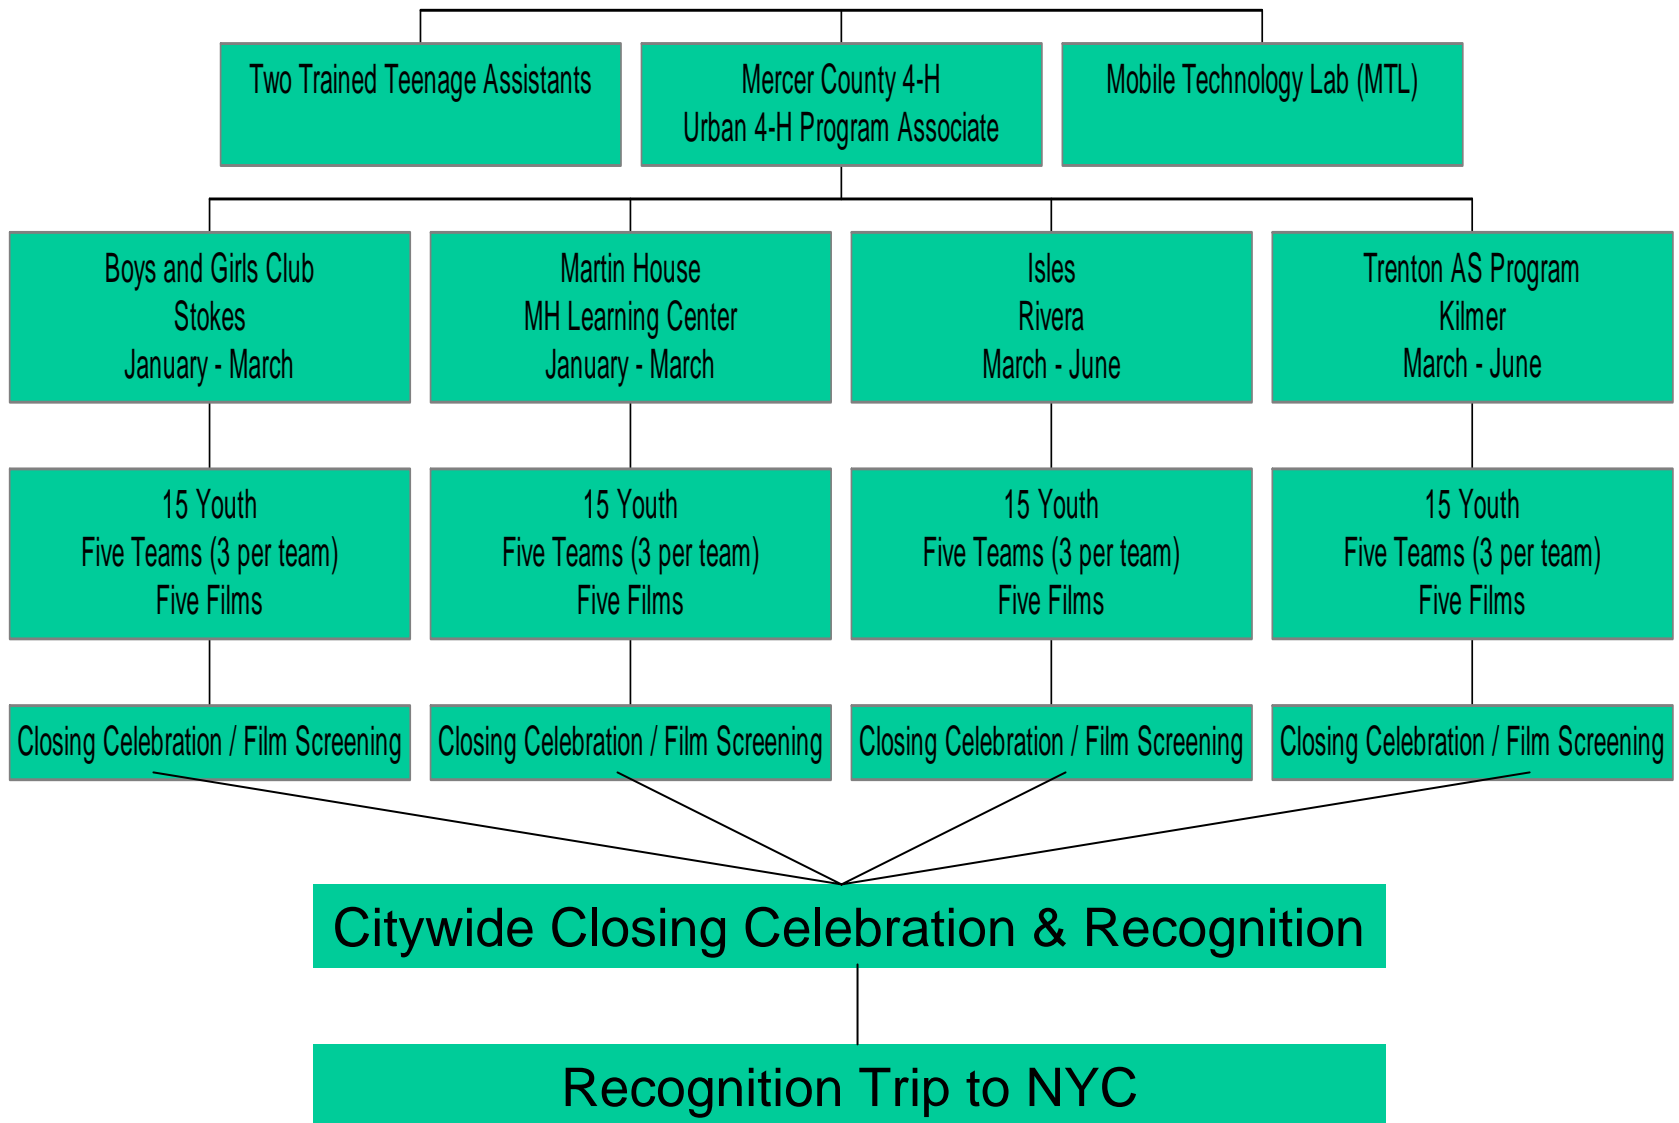 Two Trained Teenage Assistants
Mercer County 4-H
Urban 4-H Program Associate
Mobile Technology Lab (MTL)
Boys and Girls Club
Stokes
January - March
Martin House
MH Learning Center
January - March
Isles
Rivera
March - June
Trenton AS Program
Kilmer
March - June
15 Youth
Five Teams (3 per team)
Five Films
15 Youth
Five Teams (3 per team)
Five Films
15 Youth
Five Teams (3 per team)
Five Films
15 Youth
Five Teams (3 per team)
Five Films
Closing Celebration / Film Screening
Closing Celebration / Film Screening
Closing Celebration / Film Screening
Closing Celebration / Film Screening
Citywide Closing Celebration & Recognition
Recognition Trip to NYC